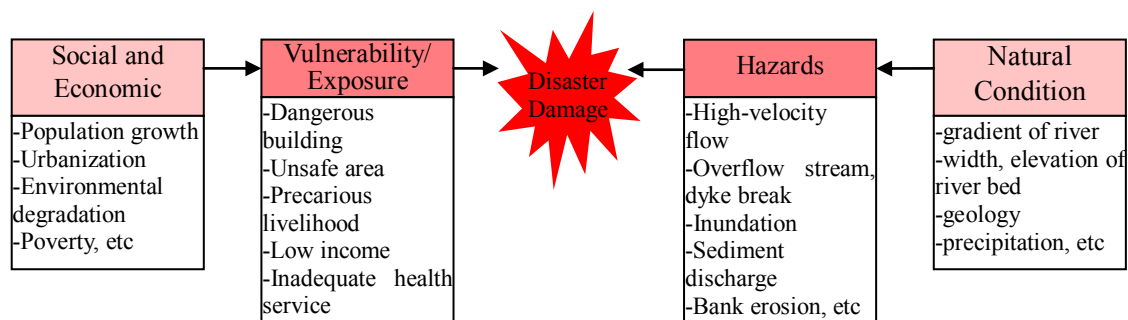 Social and
Economic
-Population growth
-Urbanization
-Environmental
degradation
-Poverty, etc
Vulnerability/
Exposure
-Dangerous
building
-Unsafe area
-Precarious
livelihood
-Low income
-Inadequate health
service
Disaster
Damage
Hazards
-High-velocity
flow
-Overflow stream,
dyke break
-Inundation
-Sediment
discharge
-Bank erosion, etc
Natural
Condition
-gradient of river
-width, elevation of
river bed
-geology
-precipitation, etc